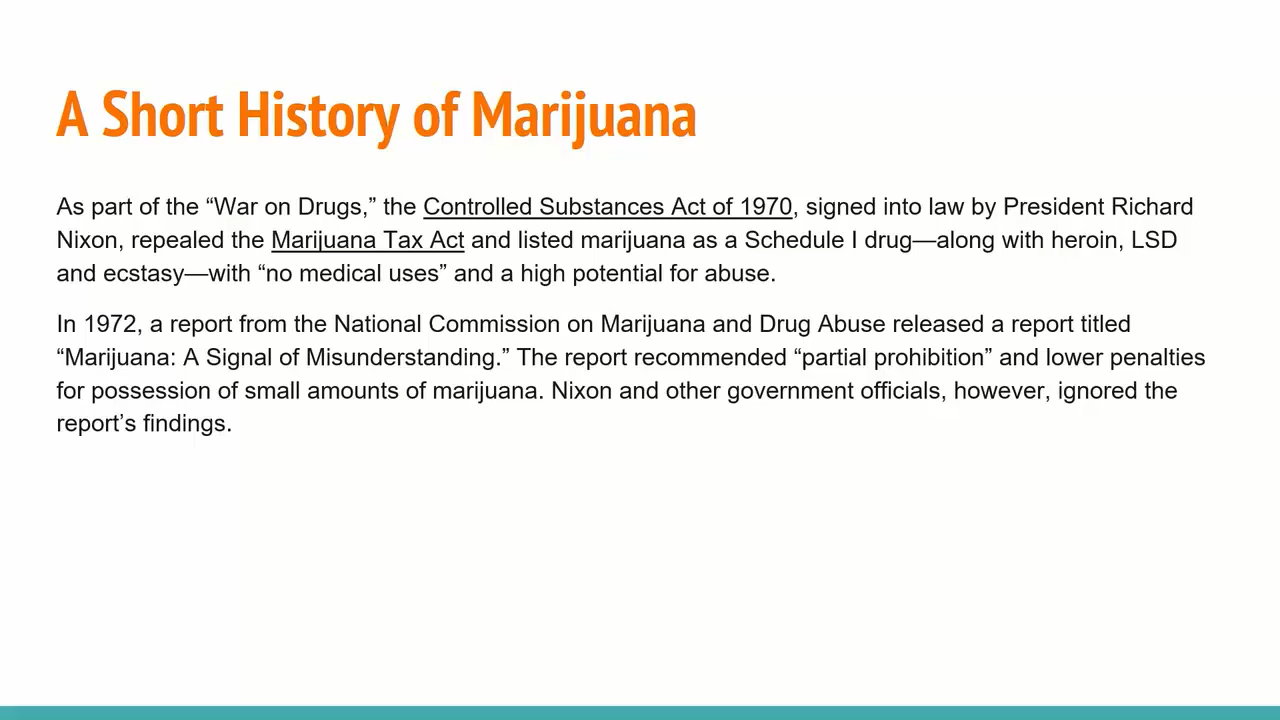 A Short History of Marijuana
As part of the “War on Drugs,” the Controlled Substances Act of 1970, signed into law by President Richard
Nixon, repealed the Marijuana Tax Act and listed marijuana as a Schedule I drug—along with heroin, LSD
and ecstasy—with “no medical uses” and a high potential for abuse.
In 1972, a report from the National Commission on Marijuana and Drug Abuse released a report titled
“Marijuana: A Signal of Misunderstanding.” The report recommended “partial prohibition” and lower penalties
for possession of small amounts of marijuana. Nixon and other government officials, however, ignored the
report’s findings.